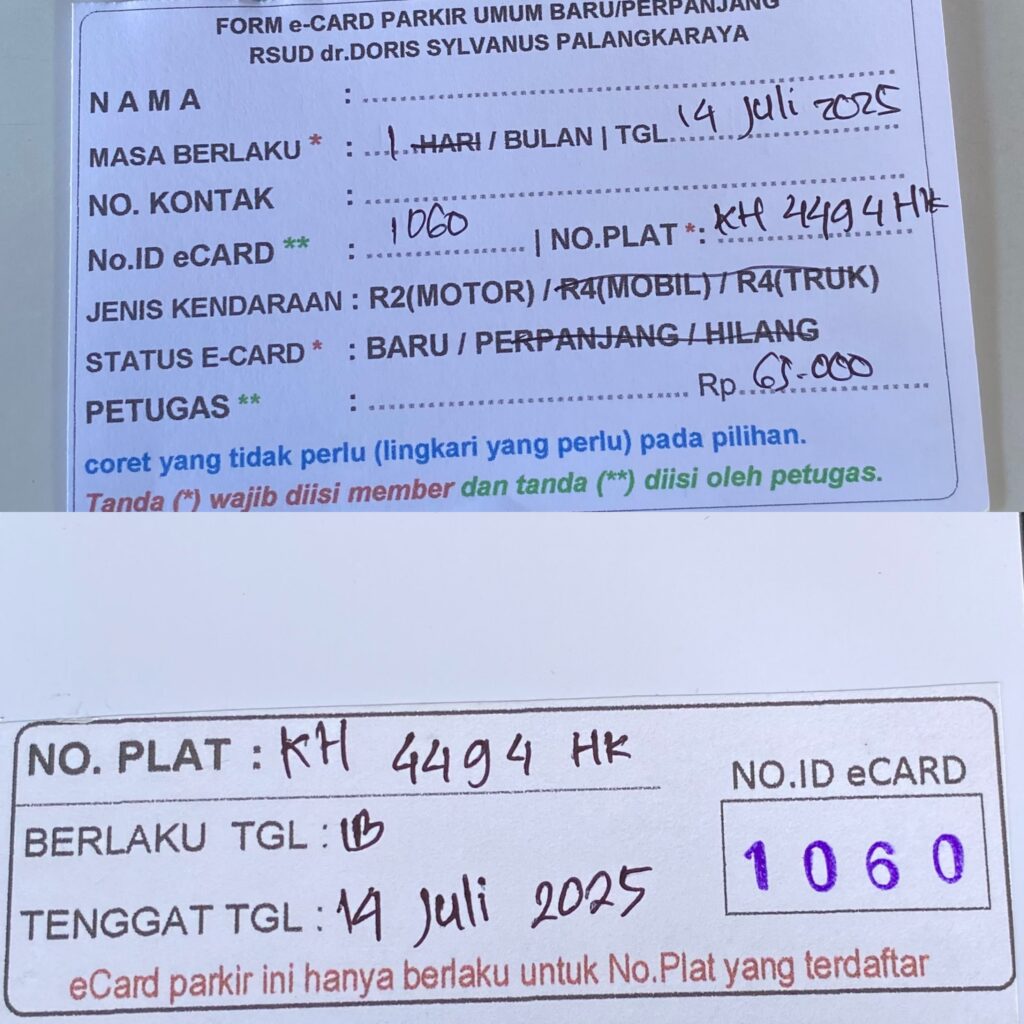 FORM e-CARD PARKIR UMUM BARU/PERPANJANG
RSUD dr.DORIS SYLVANUS PALANGKARAYA
N A M A :
MASA BERLAKU * : 1 HARI / BULAN | TGL. 14 Juli 2025
NO. KONTAK :
No.ID eCARD ** : 1060 | NO.PLAT *: KH 4494 HK
JENIS KENDARAAN : R2(MOTOR) / R4(MOBIL) / R4(TRUK)
STATUS E-CARD * : BARU / PERPANJANG / HILANG
PETUGAS ** : Rp. 65.000
coret yang tidak perlu (lingkari yang perlu) pada pilihan.
Tanda (*) wajib diisi member dan tanda (**) diisi oleh petugas.
NO. PLAT : KH 4494 HK
NO.ID eCARD
BERLAKU TGL : 1B
1060
TENGGAT TGL : 14 Juli 2025
eCard parkir ini hanya berlaku untuk No.Plat yang terdaftar